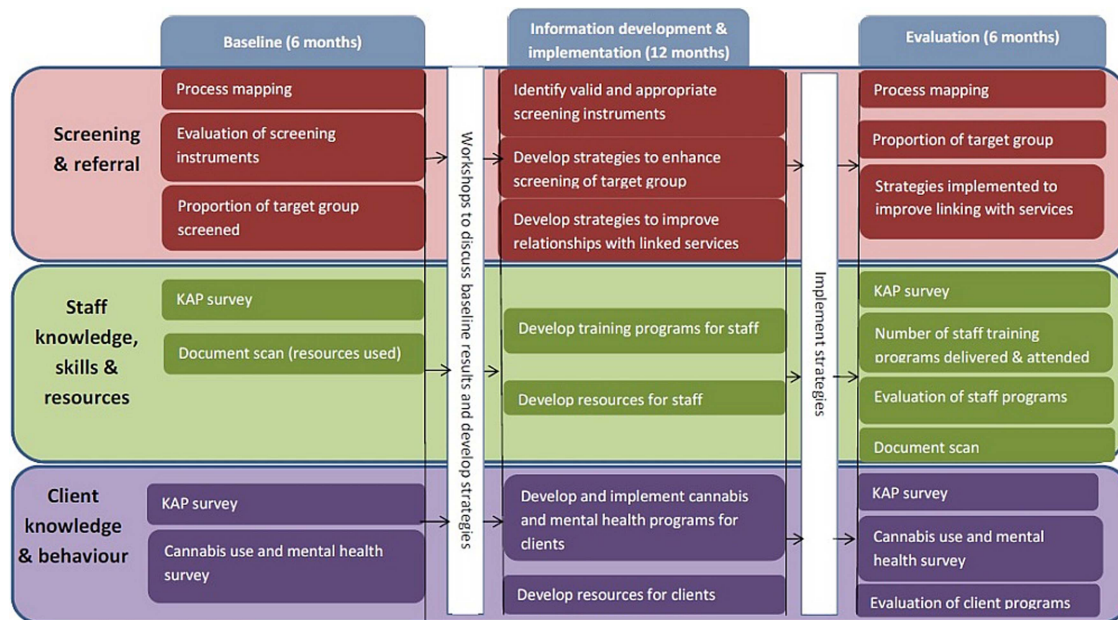 Baseline (6 months)
Information development &
implementation (12 months)
Evaluation (6 months)
Screening
& referral
Process mapping
Evaluation of screening
instruments
Proportion of target group
screened
Workshops to discuss baseline results and develop strategies
Identify valid and appropriate
screening instruments
Develop strategies to enhance
screening of target group
Develop strategies to improve
relationships with linked services
Implement strategies
Process mapping
Proportion of target group
Strategies implemented to
improve linking with services
Staff
knowledge,
skills &
resources
KAP survey
Document scan (resources used)
Develop training programs for staff
Develop resources for staff
KAP survey
Number of staff training
programs delivered & attended
Evaluation of staff programs
Document scan
Client
knowledge
& behaviour
KAP survey
Cannabis use and mental health
survey
Develop and implement cannabis
and mental health programs for
clients
Develop resources for clients
KAP survey
Cannabis use and mental
health survey
Evaluation of client programs